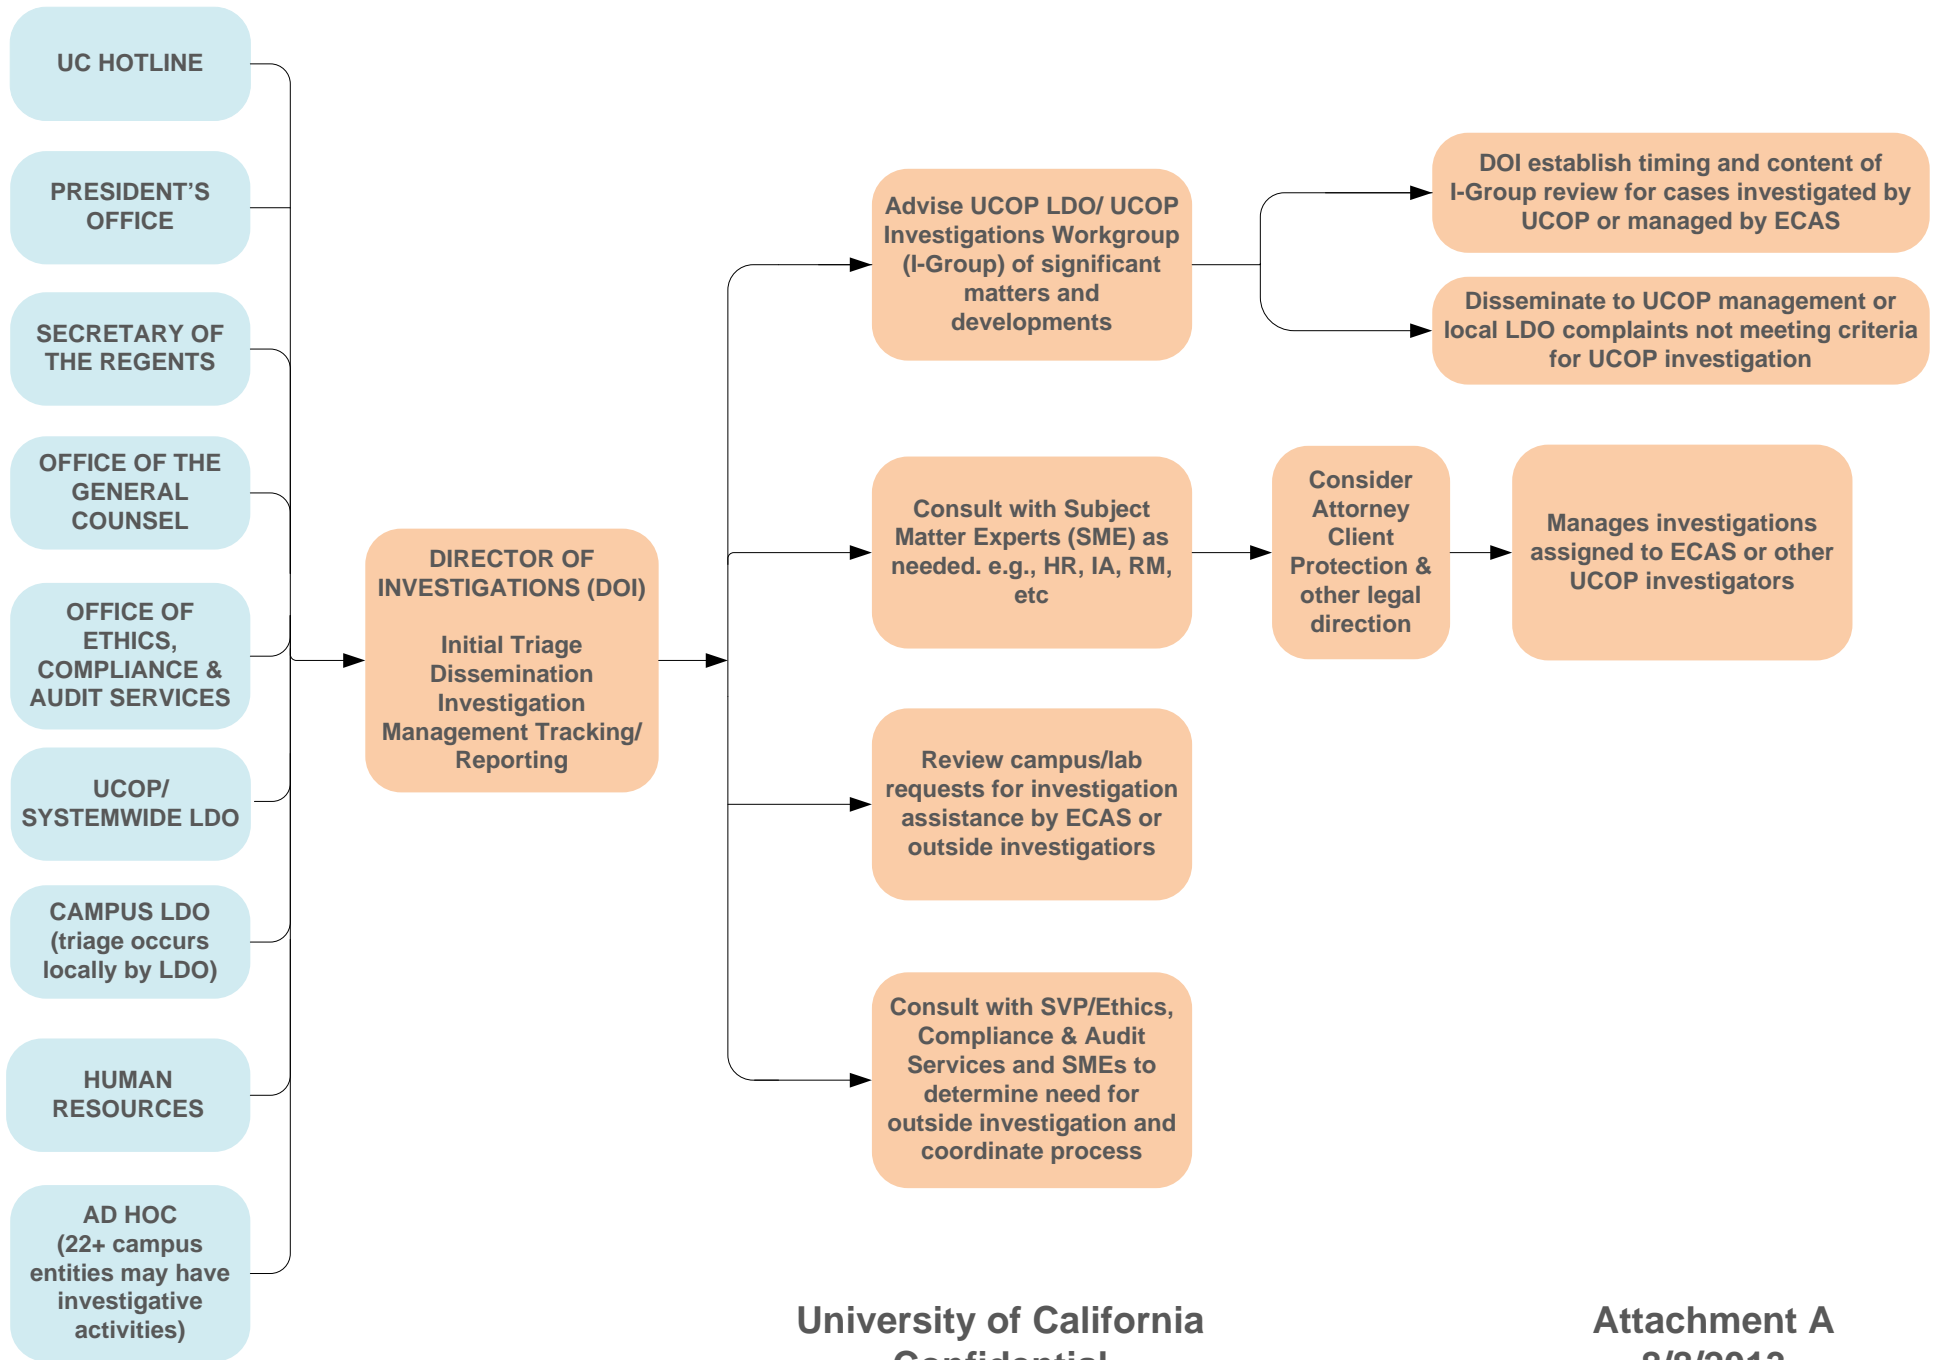 UC HOTLINE
PRESIDENT'S
OFFICE
SECRETARY OF
THE REGENTS
OFFICE OF THE
GENERAL
COUNSEL
OFFICE OF
ETHICS,
COMPLIANCE &
AUDIT SERVICES
UCOP/
SYSTEMWIDE LDO
CAMPUS LDO
(triage occurs
locally by LDO)
HUMAN
RESOURCES
AD HOC
(22+ campus
entities may have
investigative
activities)
DIRECTOR OF
INVESTIGATIONS (DOI)
Initial Triage
Dissemination
Investigation
Management Tracking/
Reporting
Advise UCOP LDO/ UCOP
Investigations Workgroup
(I-Group) of significant
matters and
developments
DOI establish timing and content of
I-Group review for cases investigated by
UCOP or managed by ECAS
Disseminate to UCOP management or
local LDO complaints not meeting criteria
for UCOP investigation
Consult with Subject
Matter Experts (SME) as
needed. e.g., HR, IA, RM,
etc
Consider
Attorney
Client
Protection &
other legal
direction
Manages investigations
assigned to ECAS or other
UCOP investigators
Review campus/lab
requests for investigation
assistance by ECAS or
outside investigatiors
Consult with SVP/Ethics,
Compliance & Audit
Services and SMEs to
determine need for
outside investigation and
coordinate process
University of California
Confidential
Attachment A
8/8/2013